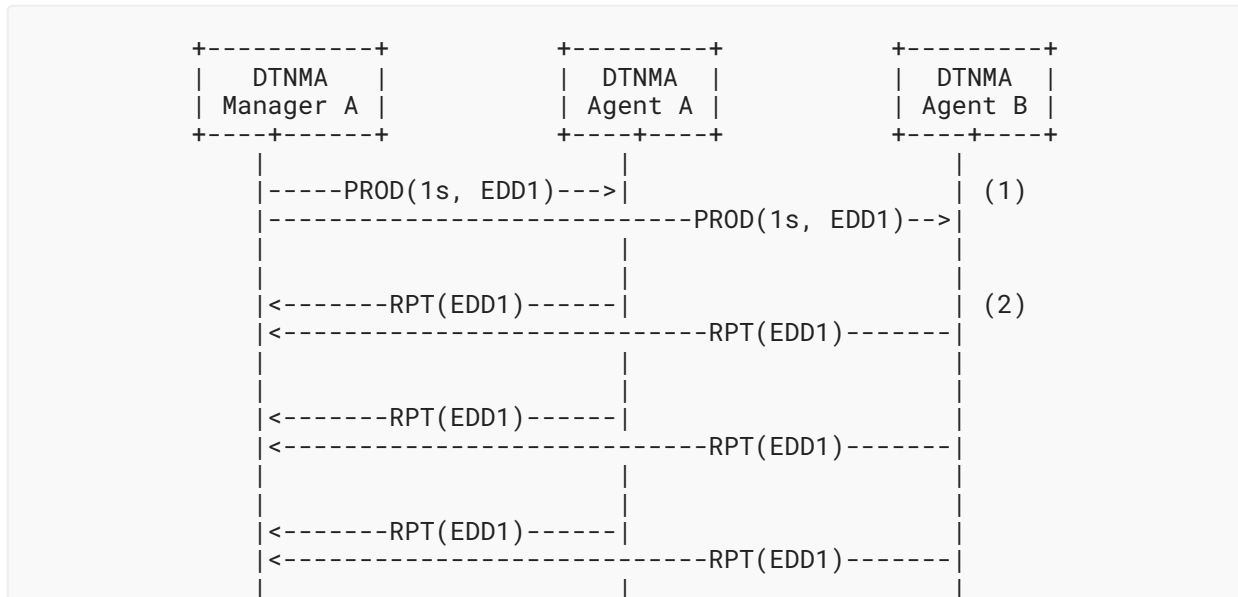 +-----------+             +---------+            +---------+
|   DTNMA   |             |  DTNMA  |            |  DTNMA  |
| Manager A |             | Agent A |            | Agent B |
+----+------+             +----+----+            +----+----+
|                         |                       |
|-----PROD(1s, EDD1)--->|                       | (1)
|----------------------------PROD(1s, EDD1)-->|
|                         |                       |
|                         |                       |
|<-------RPT(EDD1)------|                       | (2)
|<----------------------------RPT(EDD1)-------|
|                         |                       |
|                         |                       |
|<-------RPT(EDD1)------|                       |
|<----------------------------RPT(EDD1)-------|
|                         |                       |
|                         |                       |
|<-------RPT(EDD1)------|                       |
|<----------------------------RPT(EDD1)-------|
|                         |                       |